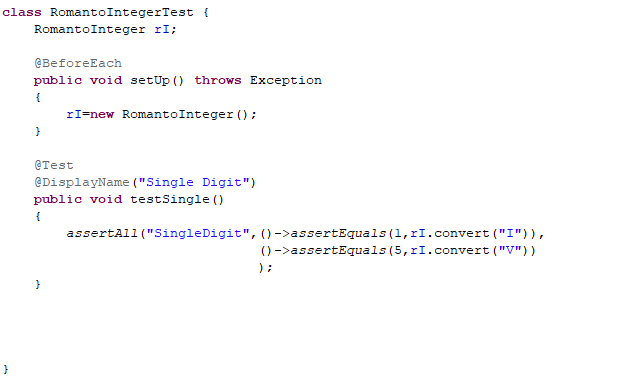 class RomantoIntegerTest {
    RomantoInteger rI;

    @BeforeEach
    public void setUp() throws Exception
    {
        rI=new RomantoInteger();
    }

    @Test
    @DisplayName("Single Digit")
    public void testSingle()
    {
        assertAll("SingleDigit",()->assertEquals(1,rI.convert("I")),
                                ()->assertEquals(5,rI.convert("V"))
                                );
    }

}